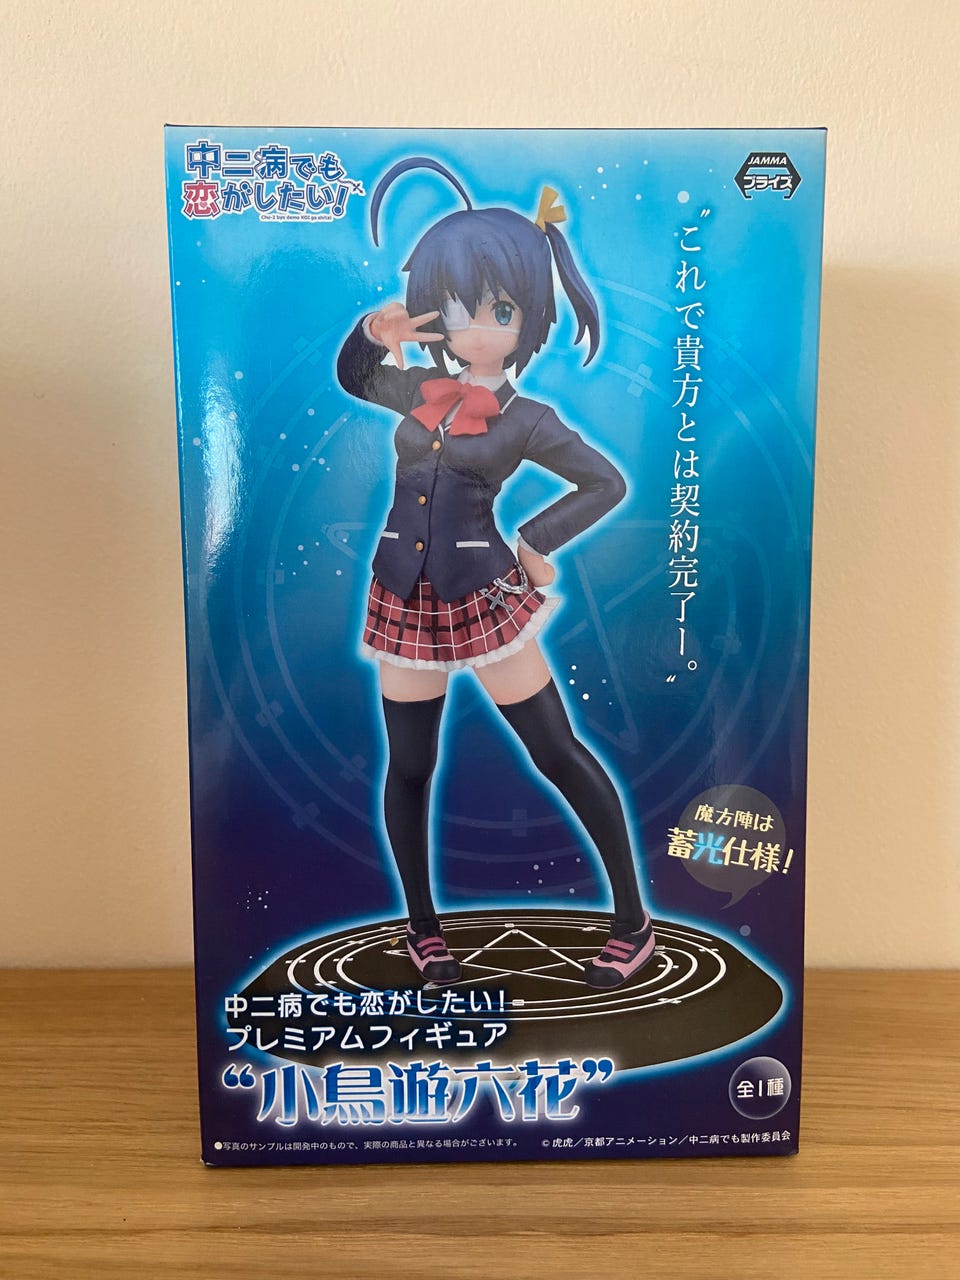 中二病でも
恋がしたい!
Chu-2 byo demo KOI ga shitai
JAMMA
プライズ
“これで貴方とは契約完了ー。”
魔方陣は
蓄光仕様!
中二病でも恋がしたい!
プレミアムフィギュア
“小鳥遊六花”
全1種
●写真のサンプルは開発中のもので、実際の商品と異なる場合がございます。
©虎虎/京都アニメーション/中二病でも製作委員会